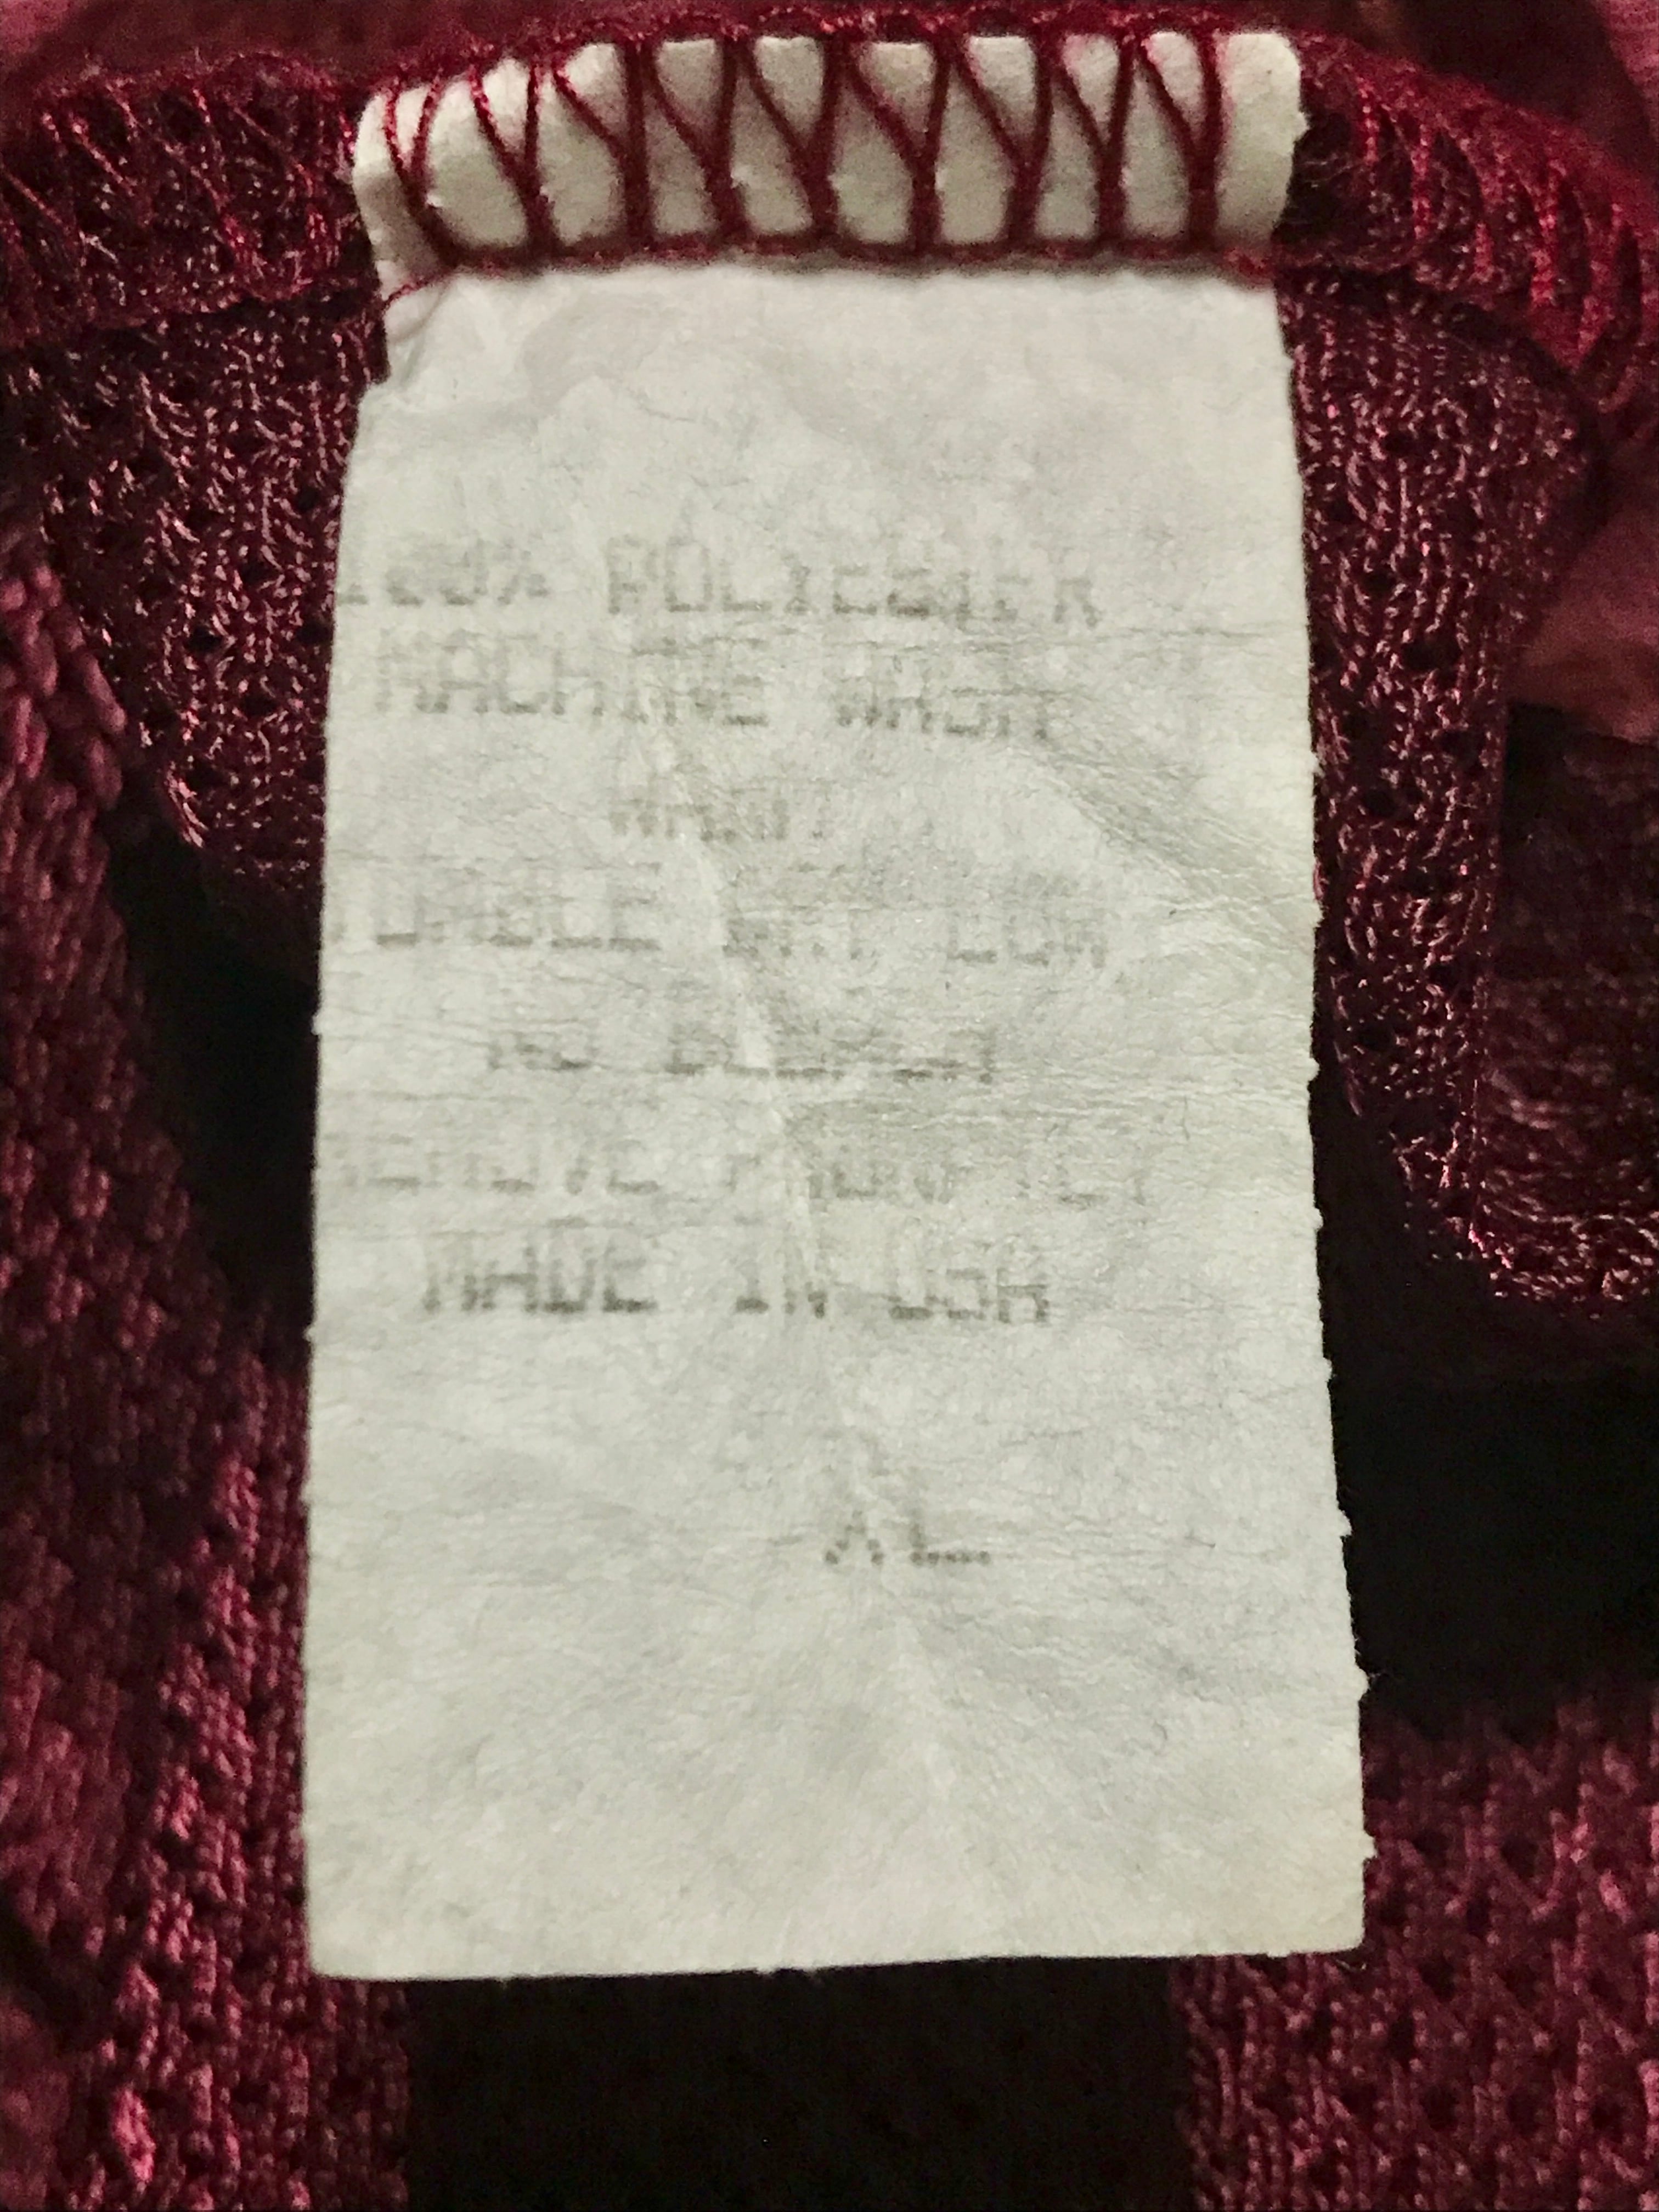 100% POLYESTER
MACHINE WASH
WARM
TUMBLE DRY LOW
NO BLEACH
REMOVE PROMPTLY
MADE IN USA
XL